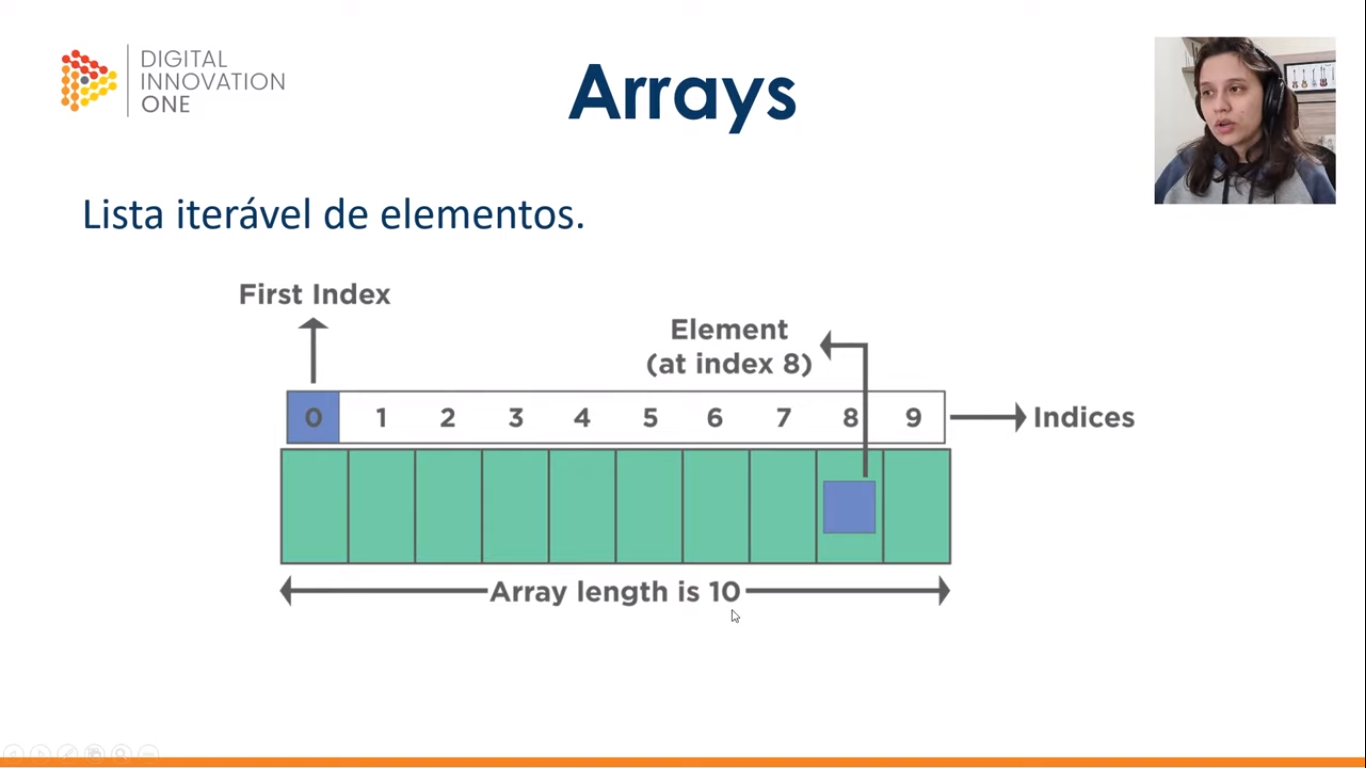 DIGITAL
INNOVATION
ONE
Arrays
Lista iterável de elementos.
First Index
Element
(at index 8)
0 1 2 3 4 5 6 7 8 9
Indices
Array length is 10